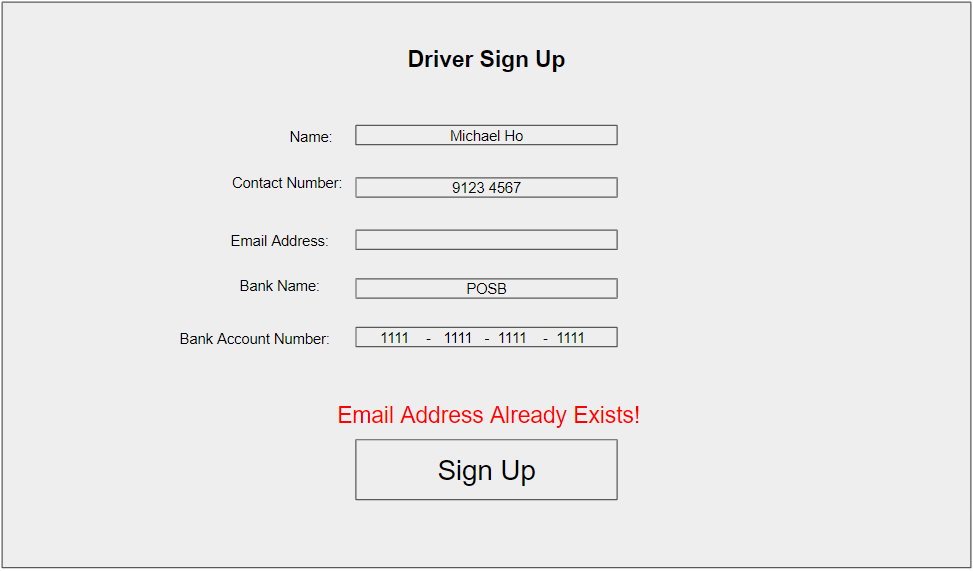 Driver Sign Up
Name: Michael Ho
Contact Number: 9123 4567
Email Address:
Bank Name: POSB
Bank Account Number: 1111 - 1111 - 1111 - 1111
Email Address Already Exists!
Sign Up